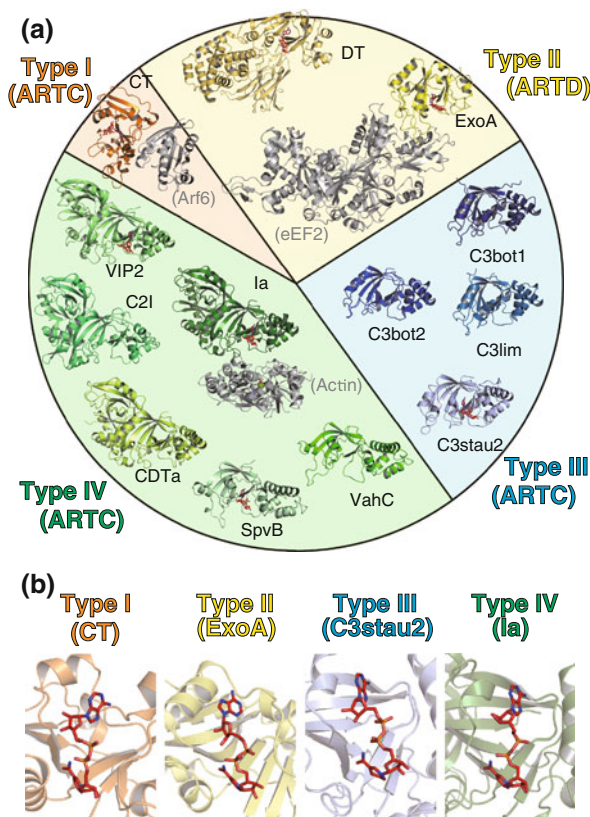 (a)
Type I
(ARTC)
CT
(Arf6)
DT
Type II
(ARTD)
ExoA
(eEF2)
C3bot1
C3bot2
C3lim
C3stau2
Type III
(ARTC)
VIP2
C2I
Ia
(Actin)
CDTa
SpvB
VahC
Type IV
(ARTC)
(b)
Type I
(CT)
Type II
(ExoA)
Type III
(C3stau2)
Type IV
(Ia)